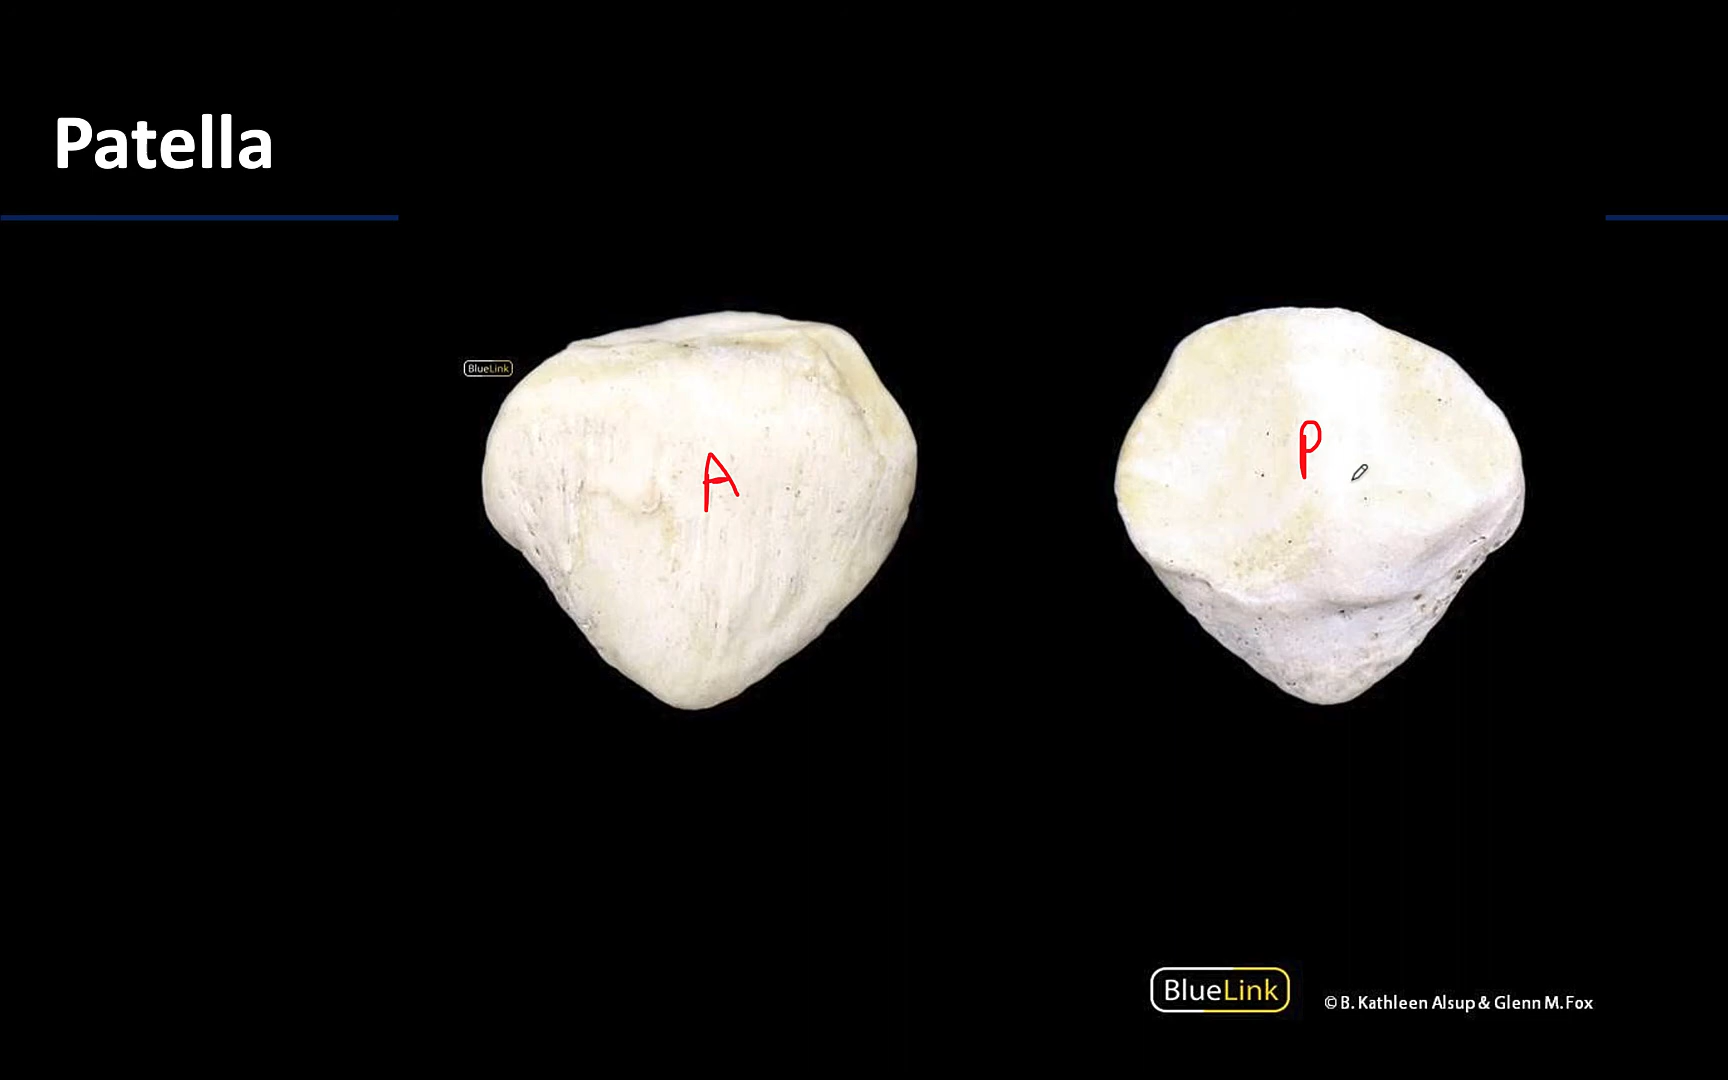 Patella
BlueLink
A
P
BlueLink
© B. Kathleen Alsup & Glenn M. Fox